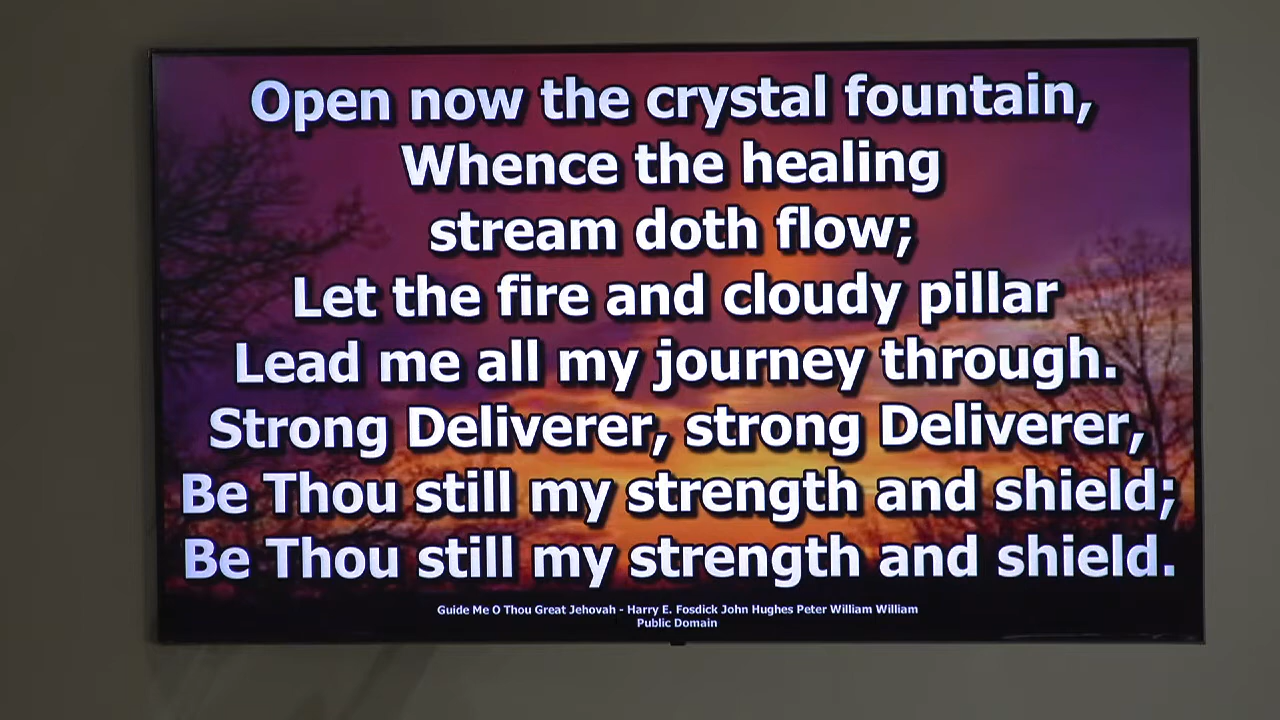 Open now the crystal fountain,
Whence the healing
stream doth flow;
Let the fire and cloudy pillar
Lead me all my journey through.
Strong Deliverer, strong Deliverer,
Be Thou still my strength and shield;
Be Thou still my strength and shield.
Guide Me O Thou Great Jehovah - Harry E. Fosdick John Hughes Peter William William
Public Domain